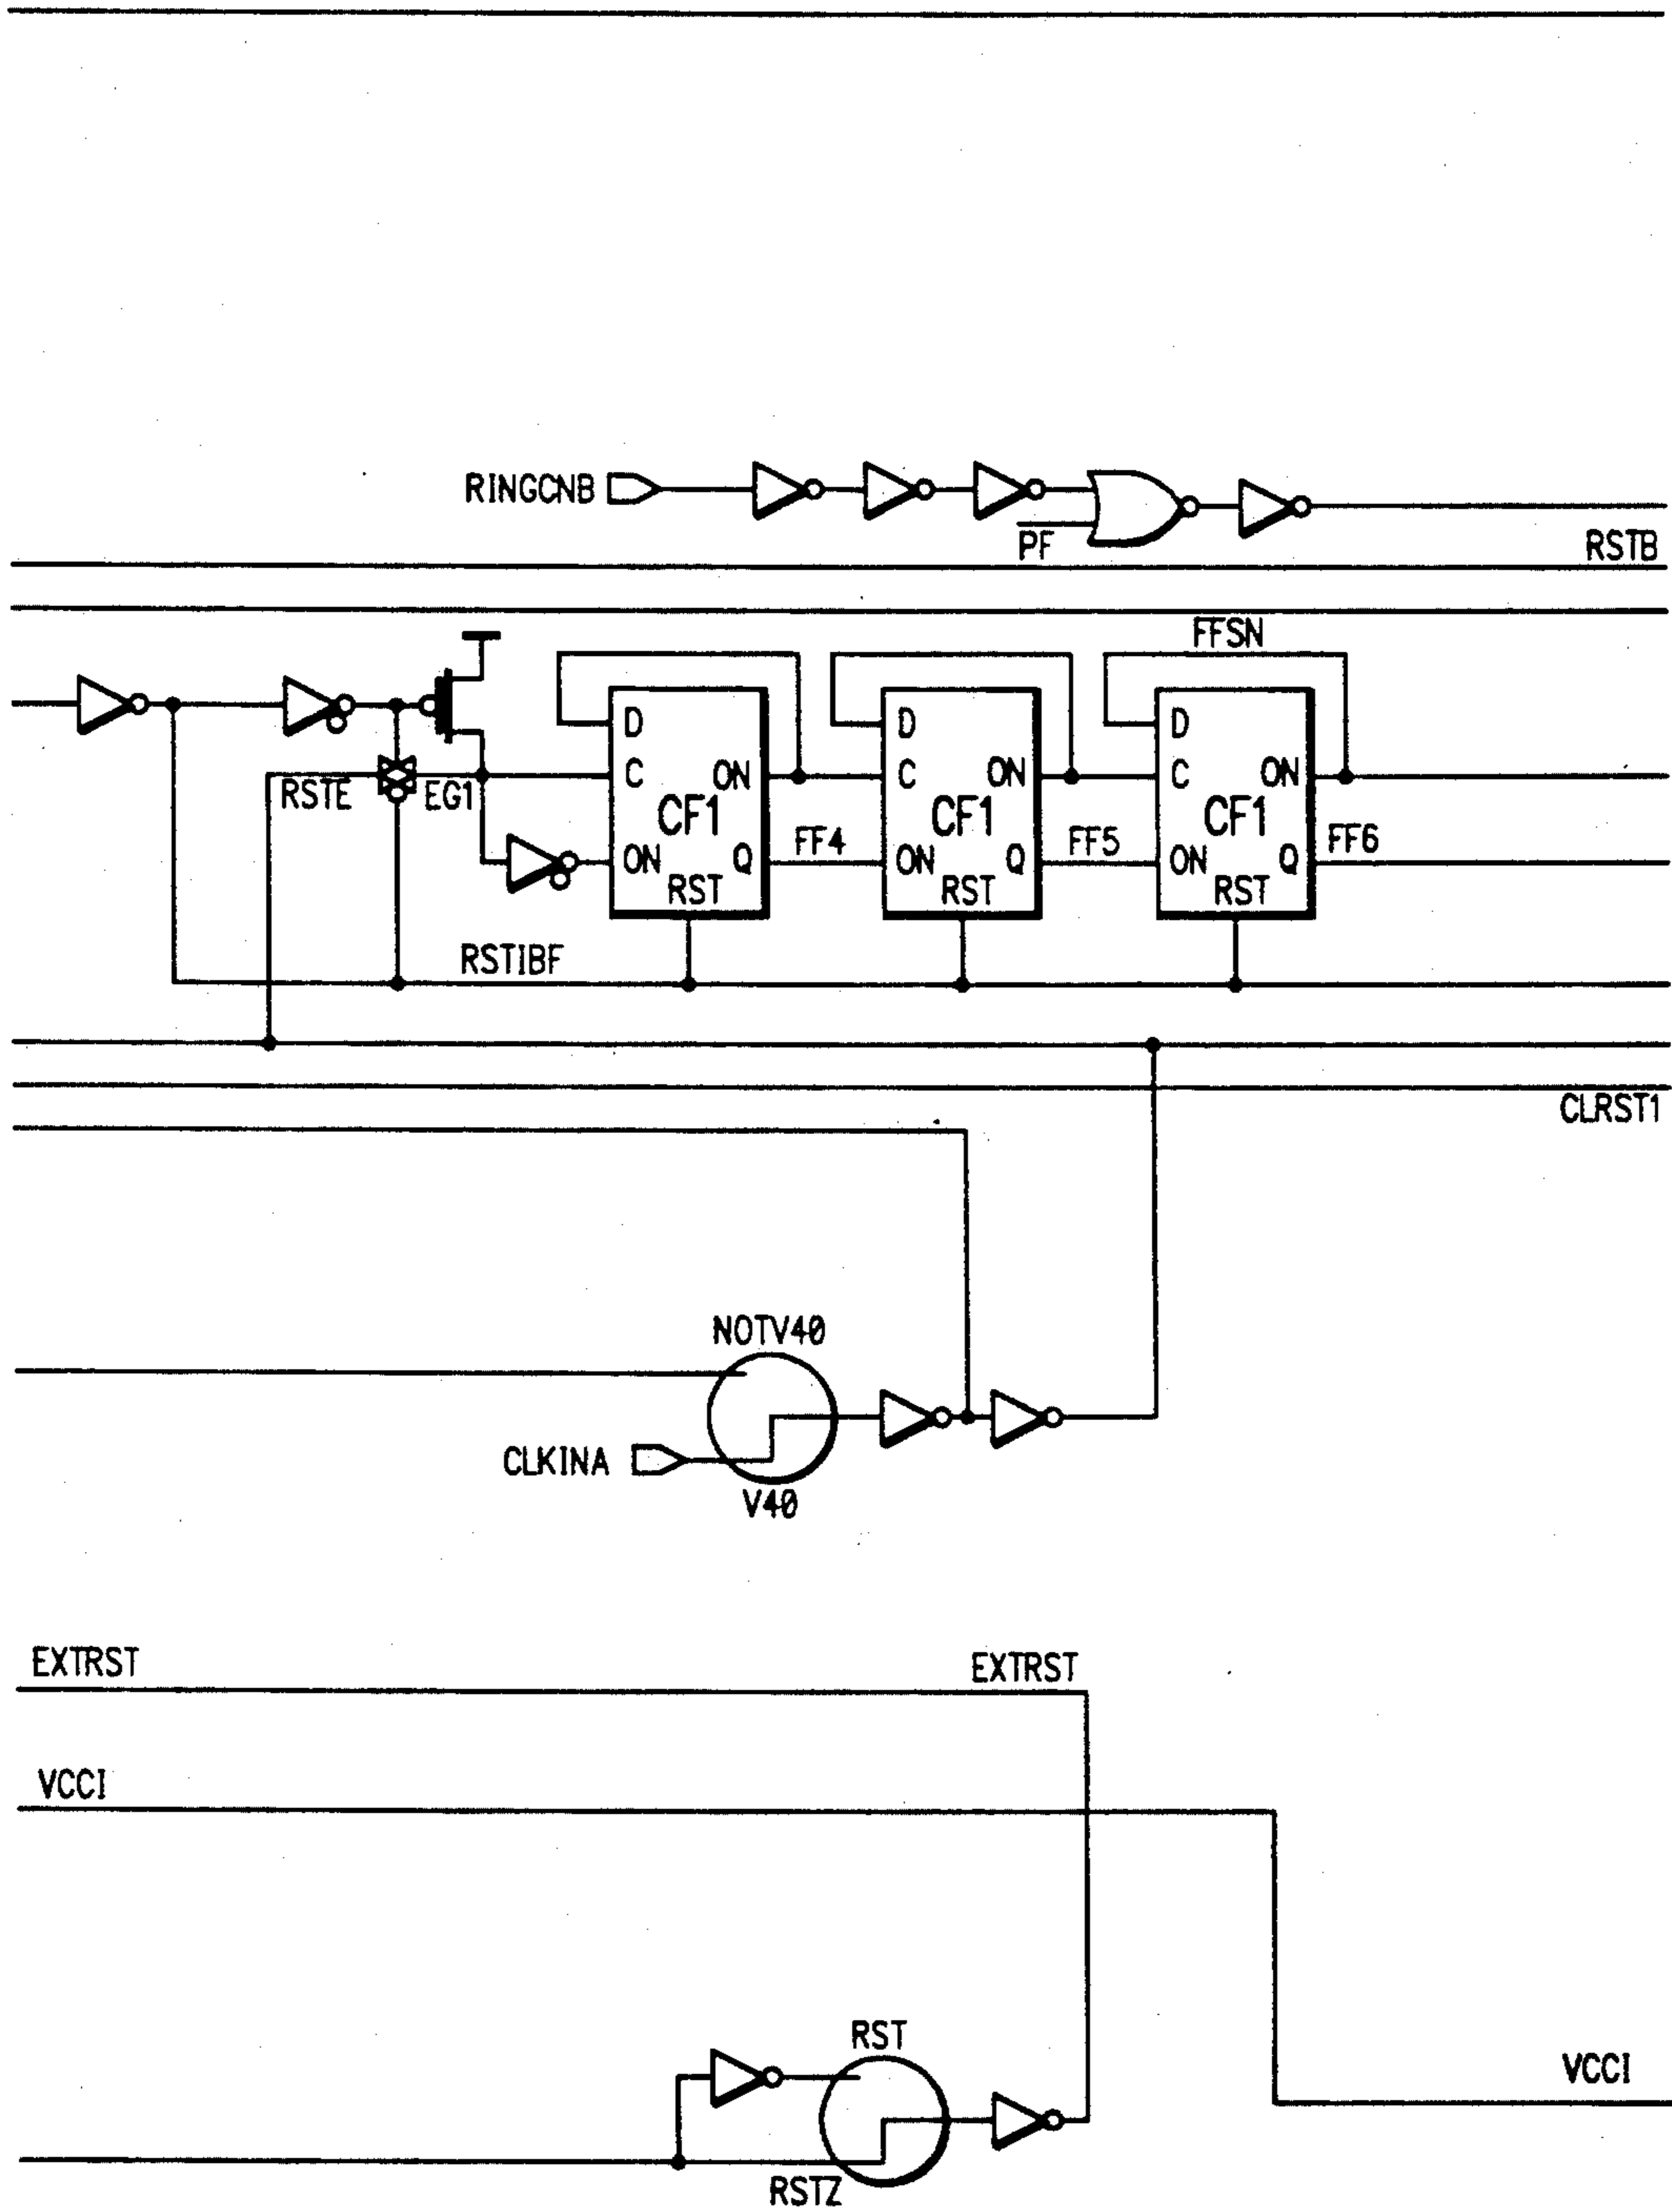 RINGCNB
PF
RSTB
FFSN
D
D
D
RSTE
EG1
C
ON
C
ON
C
ON
CF1
CF1
CF1
ON
Q
FF4
ON
Q
FF5
ON
Q
FF6
RST
RST
RST
RSTIBF
CLRST1
NOTV40
CLKINA
V40
EXTRST
EXTRST
VCCI
RST
VCCI
RSTZ